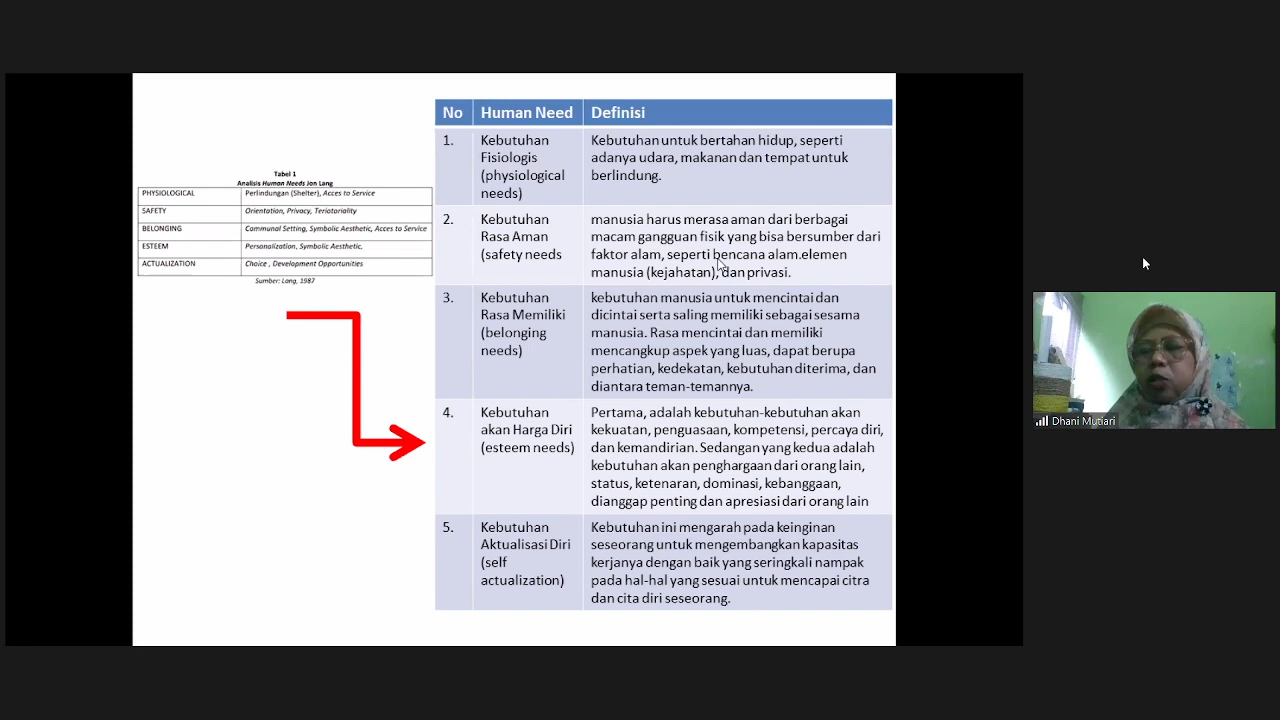 Tabel 1
Analisis Human Needs Jon Lang
PHYSIOLOGICAL Perlindungan (Shelter), Acces to Service
SAFETY Orientation, Privacy, Teriotoriality
BELONGING Communal Setting, Symbolic Aesthetic, Acces to Service
ESTEEM Personalization, Symbolic Aesthetic,
ACTUALIZATION Choice , Development Opportunities
Sumber: Lang, 1987
No Human Need Definisi
1. Kebutuhan Fisiologis (physiological needs)
Kebutuhan untuk bertahan hidup, seperti
adanya udara, makanan dan tempat untuk
berlindung.
2. Kebutuhan Rasa Aman (safety needs
manusia harus merasa aman dari berbagai
macam gangguan fisik yang bisa bersumber dari
faktor alam, seperti bencana alam.elemen
manusia (kejahatan), dan privasi.
3. Kebutuhan Rasa Memiliki (belonging needs)
kebutuhan manusia untuk mencintai dan
dicintai serta saling memiliki sebagai sesama
manusia. Rasa mencintai dan memiliki
mencangkup aspek yang luas, dapat berupa
perhatian, kedekatan, kebutuhan diterima, dan
diantara teman-temannya.
4. Kebutuhan akan Harga Diri (esteem needs)
Pertama, adalah kebutuhan-kebutuhan akan
kekuatan, penguasaan, kompetensi, percaya diri,
dan kemandirian. Sedangan yang kedua adalah
kebutuhan akan penghargaan dari orang lain,
status, ketenaran, dominasi, kebanggaan,
dianggap penting dan apresiasi dari orang lain
5. Kebutuhan Aktualisasi Diri (self actualization)
Kebutuhan ini mengarah pada keinginan
seseorang untuk mengembangkan kapasitas
kerjanya dengan baik yang seringkali nampak
pada hal-hal yang sesuai untuk mencapai citra
dan cita diri seseorang.
Dhani Mutiari